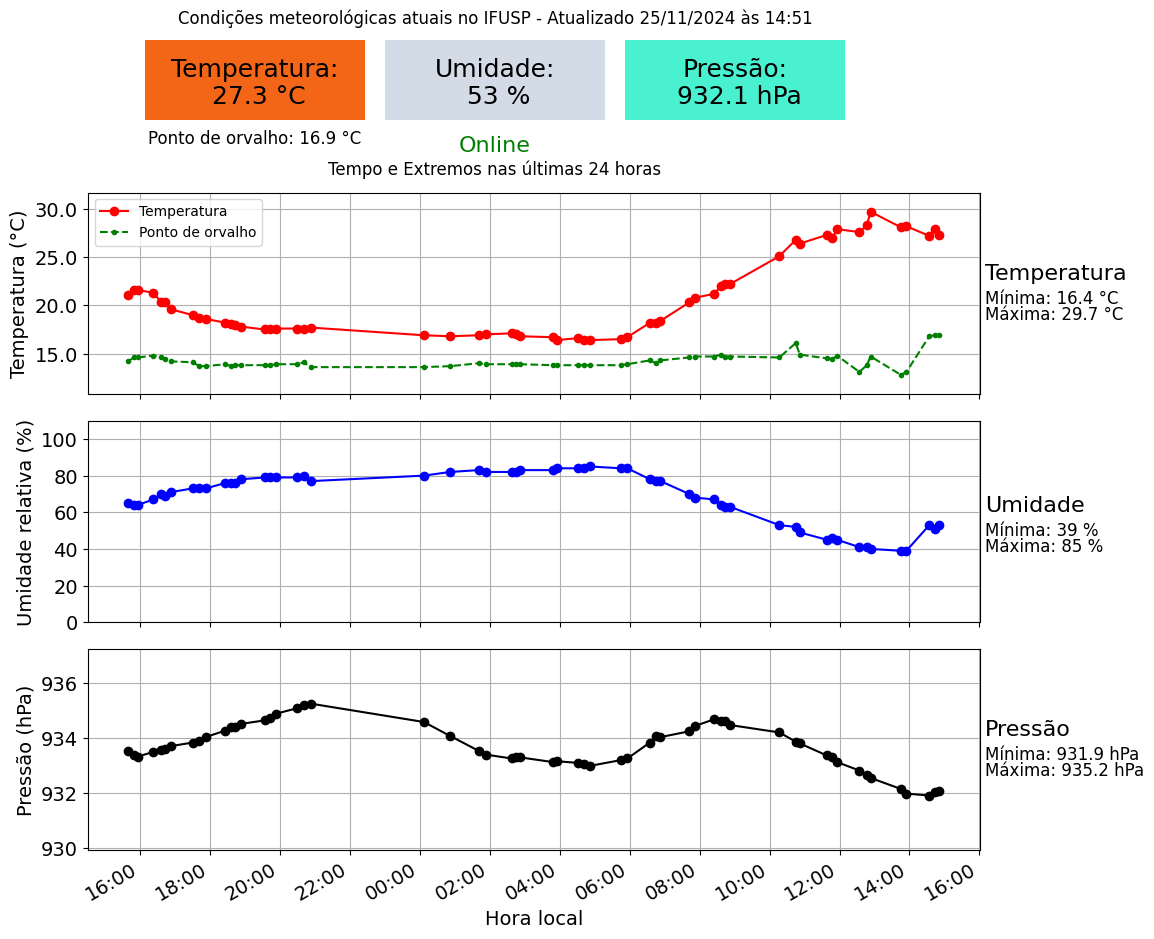 Condições meteorológicas atuais no IFUSP - Atualizado 25/11/2024 às 14:51
Temperatura:
27.3 °C
Umidade:
53 %
Pressão:
932.1 hPa
Ponto de orvalho: 16.9 °C
Online
Tempo e Extremos nas últimas 24 horas
Temperatura (°C)
30.0
25.0
20.0
15.0
Temperatura
Ponto de orvalho
Temperatura
Mínima: 16.4 °C
Máxima: 29.7 °C
Umidade relativa (%)
100
80
60
40
20
0
Umidade
Mínima: 39 %
Máxima: 85 %
Pressão (hPa)
936
934
932
930
Pressão
Mínima: 931.9 hPa
Máxima: 935.2 hPa
16:00
18:00
20:00
22:00
00:00
02:00
04:00
06:00
08:00
10:00
12:00
14:00
16:00
Hora local